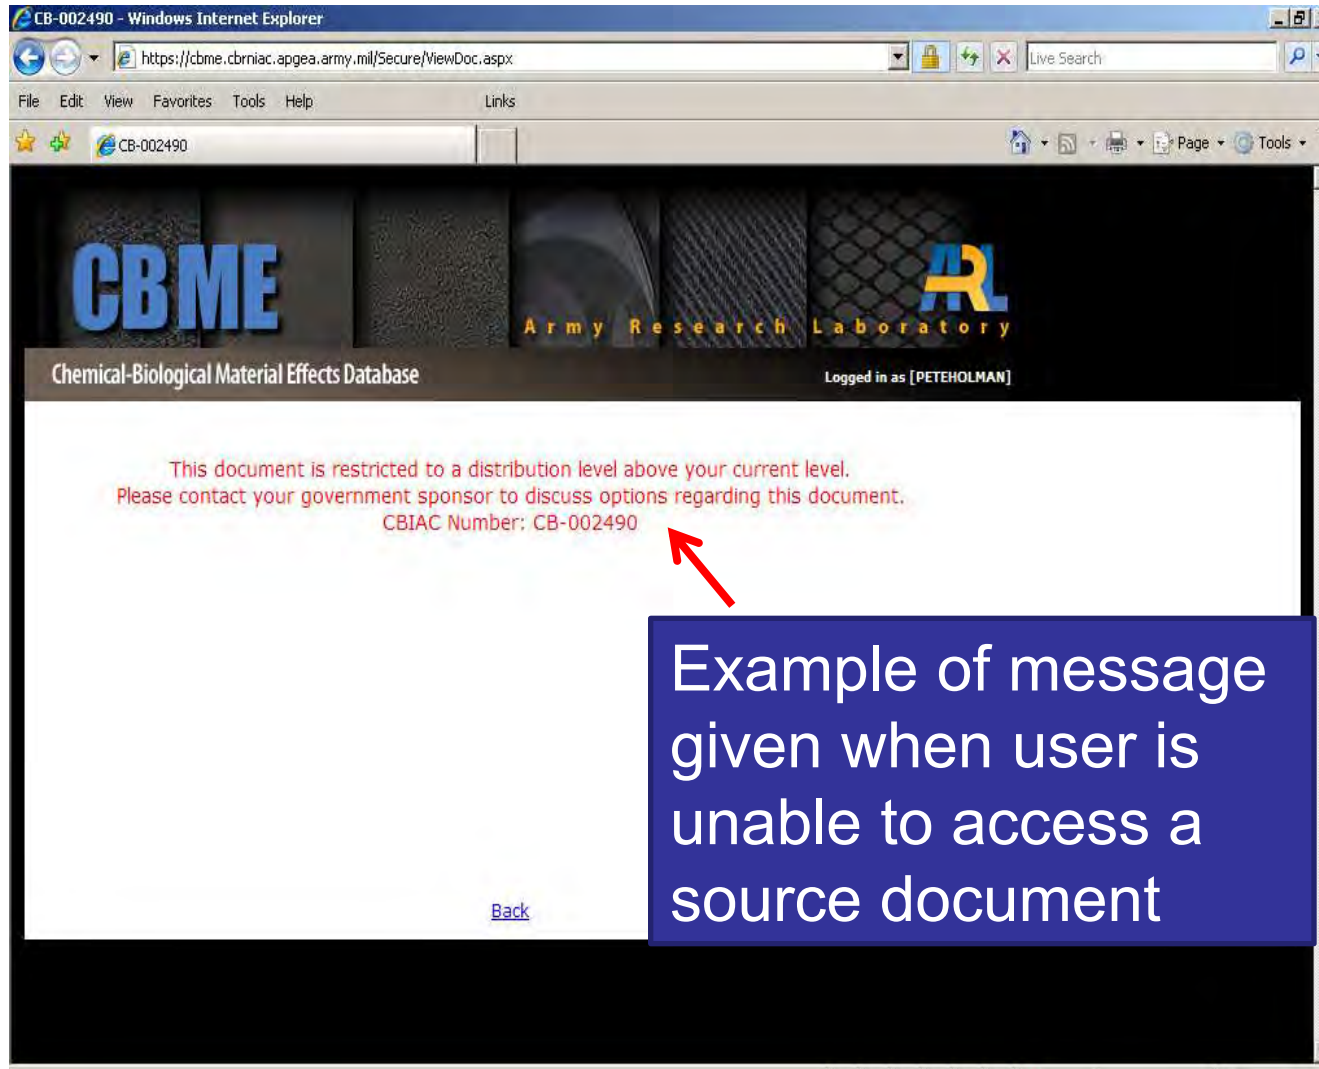 CB-002490 - Windows Internet Explorer
https://cbme.cbrniac.apgea.army.mil/Secure/ViewDoc.aspx
Live Search
File Edit View Favorites Tools Help Links
CB-002490
Page Tools
CBME
ARL
Army Research Laboratory
Chemical-Biological Material Effects Database
Logged in as [PETEHOLMAN]
This document is restricted to a distribution level above your current level.
Please contact your government sponsor to discuss options regarding this document.
CBIAC Number: CB-002490
Example of message
given when user is
unable to access a
source document
Back